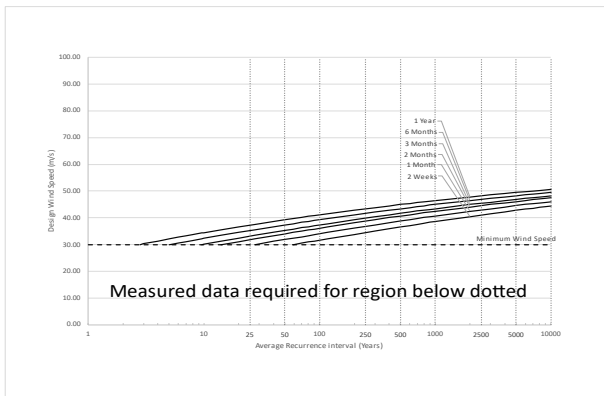 100.00
90.00
80.00
70.00
60.00
50.00
40.00
30.00
20.00
10.00
0.00
Design Wind Speed (m/s)
1 Year
6 Months
3 Months
2 Months
1 Month
2 Weeks
Minimum Wind Speed
Measured data required for region below dotted
1 10 25 50 100 250 500 1000 2500 5000 10000
Average Recurrence interval (Years)